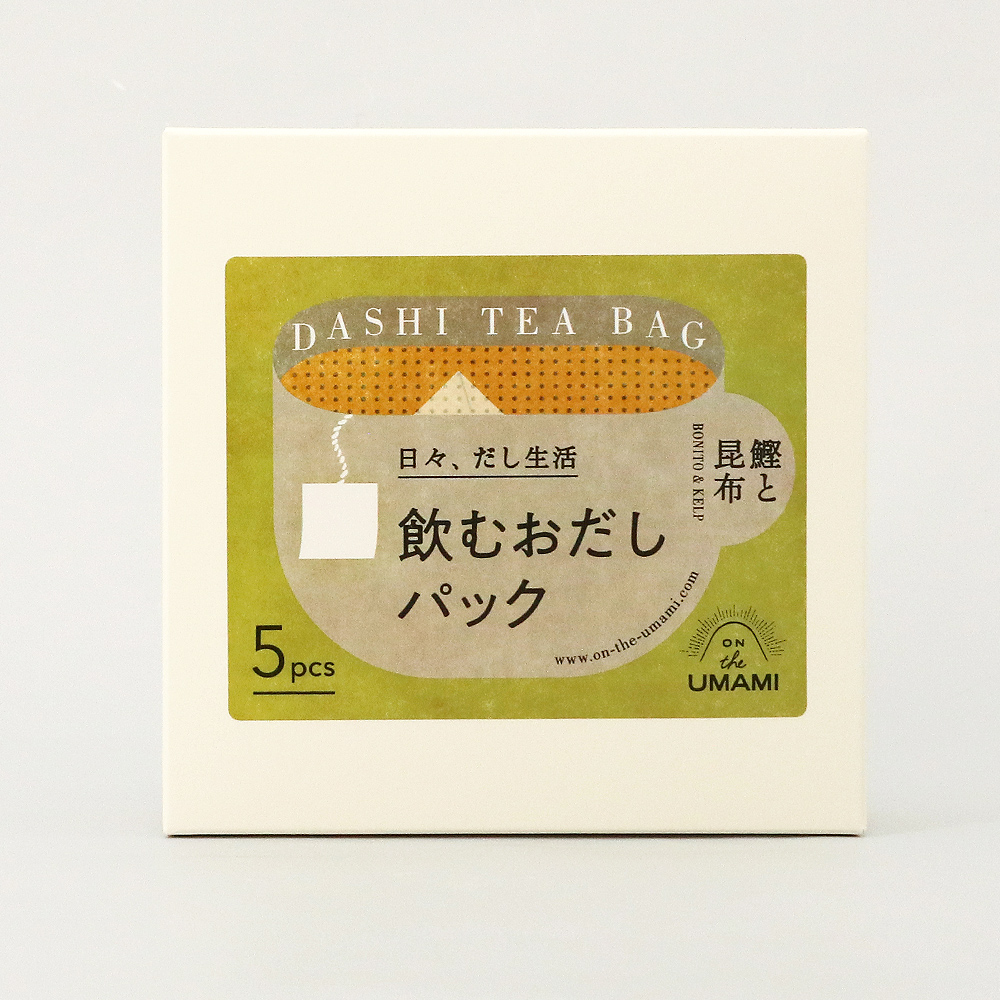 DASHI TEA BAG
日々、だし生活
飲むおだし
パック
鰹と
昆布
BONITO & KELP
www.on-the-umami.com
5pcs
ON
the
UMAMI